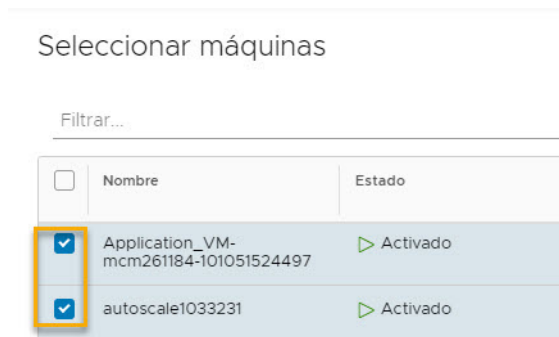 Seleccionar máquinas
Filtrar...
Nombre Estado
Application_VM- Activado
mcm261184-101051524497
autoscale1033231 Activado